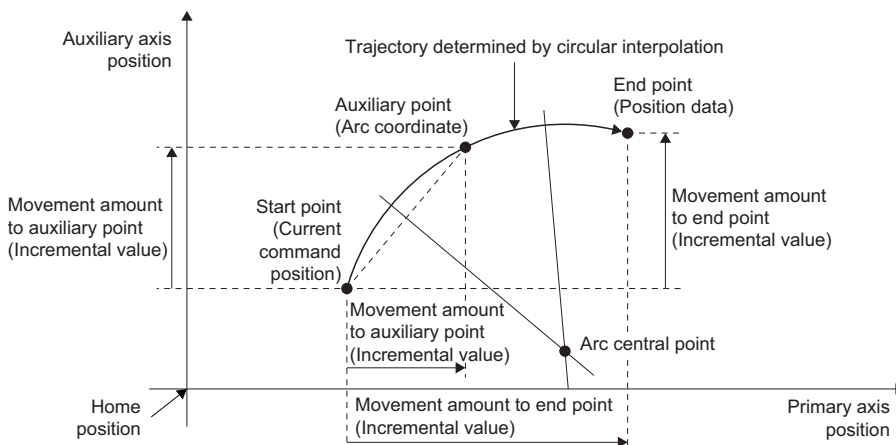 Auxiliary axis
position
Trajectory determined by circular interpolation
End point
(Position data)
Auxiliary point
(Arc coordinate)
Movement amount
to auxiliary point
(Incremental value)
Start point
(Current
command
position)
Movement amount
to end point
(Incremental value)
Movement amount
to auxiliary point
(Incremental value)
Arc central point
Home
position
Movement amount to end point
(Incremental value)
Primary axis
position